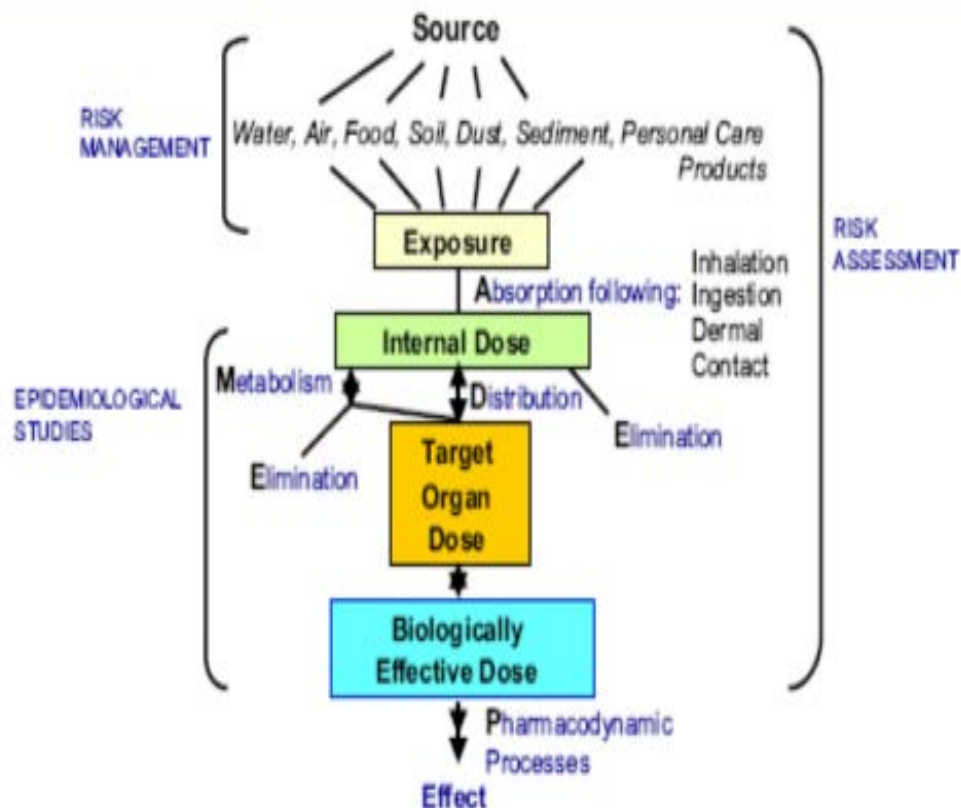 Source
RISK
MANAGEMENT
Water, Air, Food, Soil, Dust, Sediment, Personal Care
Products
Exposure
RISK
ASSESSMENT
Absorption following:
Inhalation
Ingestion
Dermal
Contact
Internal Dose
Metabolism
Distribution
EPIDEMIOLOGICAL
STUDIES
Elimination
Elimination
Target
Organ
Dose
Biologically
Effective Dose
Pharmacodynamic
Processes
Effect